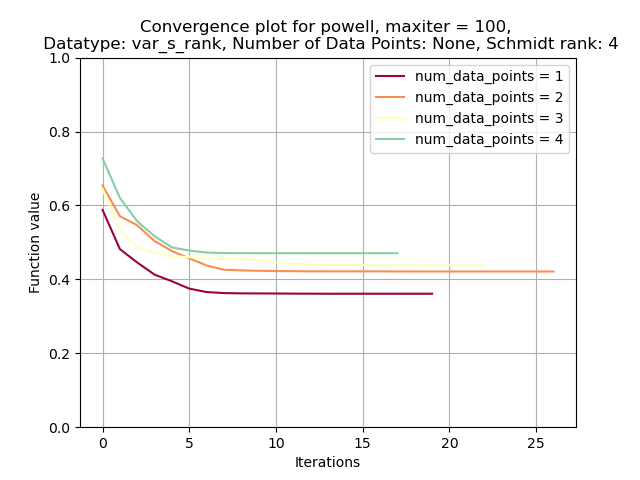 Convergence plot for powell, maxiter = 100,
Datatype: var_s_rank, Number of Data Points: None, Schmidt rank: 4
num_data_points = 1
num_data_points = 2
num_data_points = 3
num_data_points = 4
Function value
1.0
0.8
0.6
0.4
0.2
0.0
0 5 10 15 20 25
Iterations